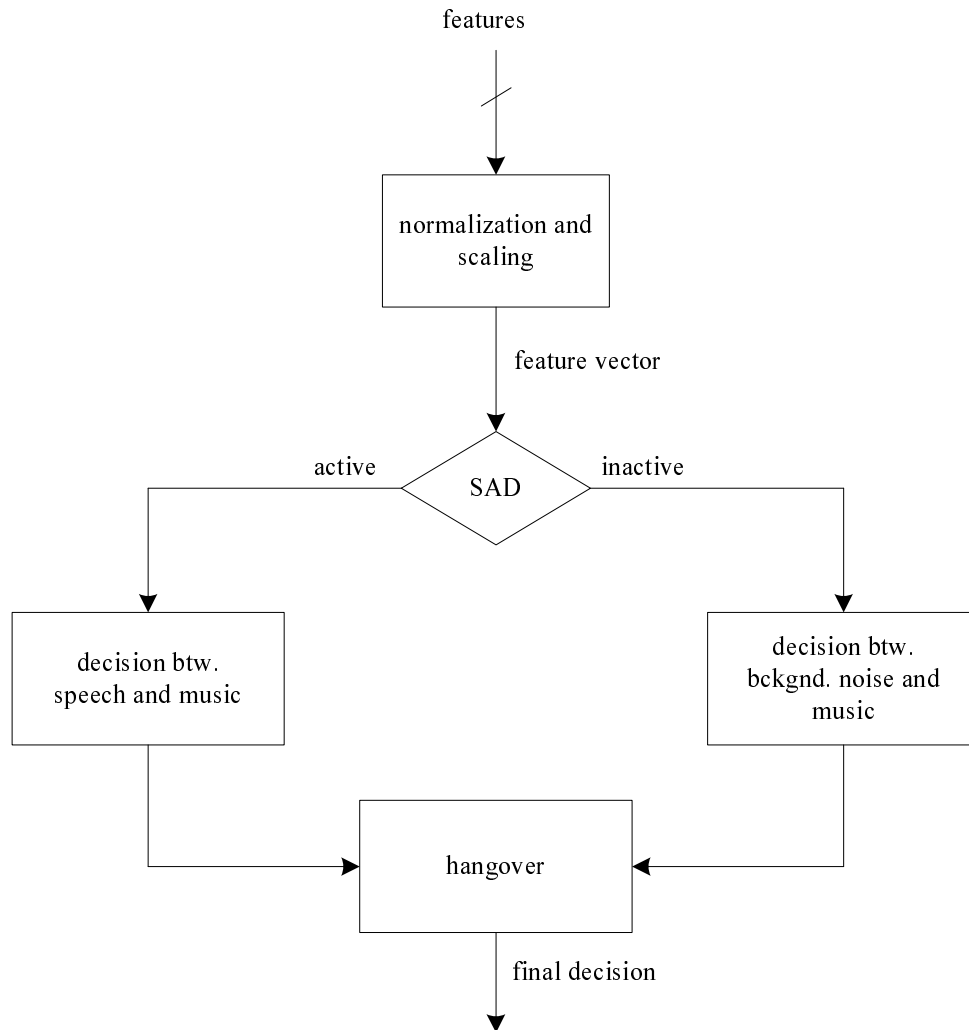 features
normalization and
scaling
feature vector
active
inactive
SAD
decision btw.
speech and music
decision btw.
bckgnd. noise and
music
hangover
final decision